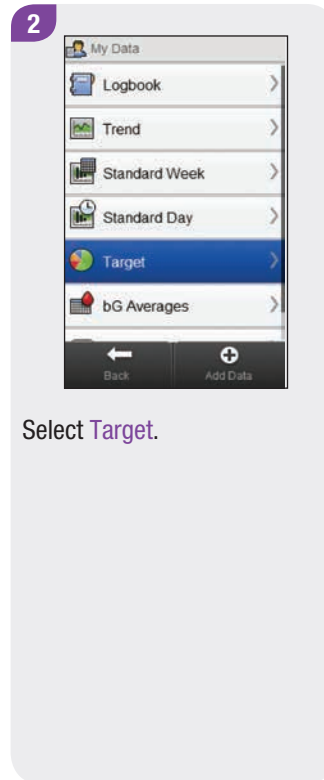 2
My Data
Logbook
Trend
Standard Week
Standard Day
Target
bG Averages
Back
Add Data
Select Target.